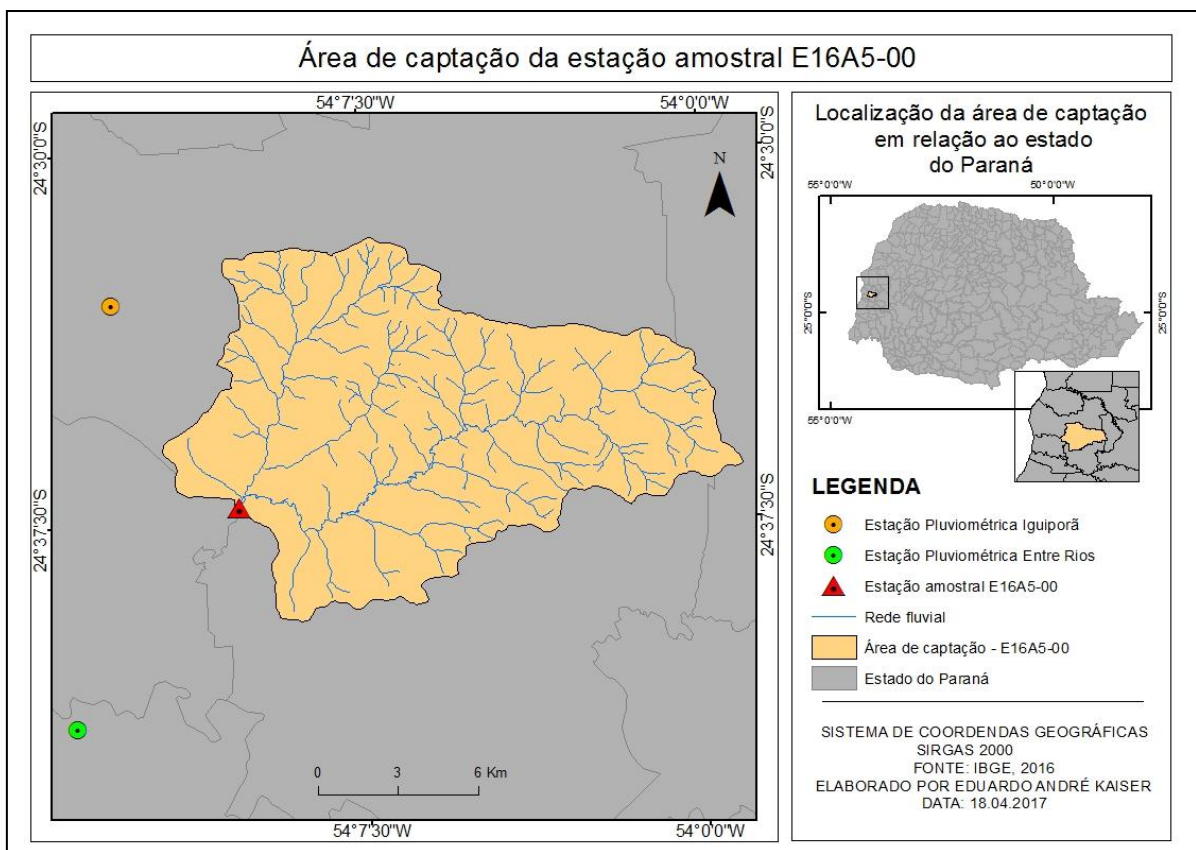 Área de captação da estação amostral E16A5-00
54°7'30"W
54°0'0"W
24°30'0"S
24°30'0"S
N
24°37'30"S
24°37'30"S
0 3 6 Km
54°7'30"W
54°0'0"W
Localização da área de captação
em relação ao estado
do Paraná
55°0'0"W
50°0'0"W
25°0'0"S
25°0'0"S
55°0'0"W
LEGENDA
Estação Pluviométrica Iguiporã
Estação Pluviométrica Entre Rios
Estação amostral E16A5-00
Rede fluvial
Área de captação - E16A5-00
Estado do Paraná
SISTEMA DE COORDENDAS GEOGRÁFICAS
SIRGAS 2000
FONTE: IBGE, 2016
ELABORADO POR EDUARDO ANDRÉ KAISER
DATA: 18.04.2017